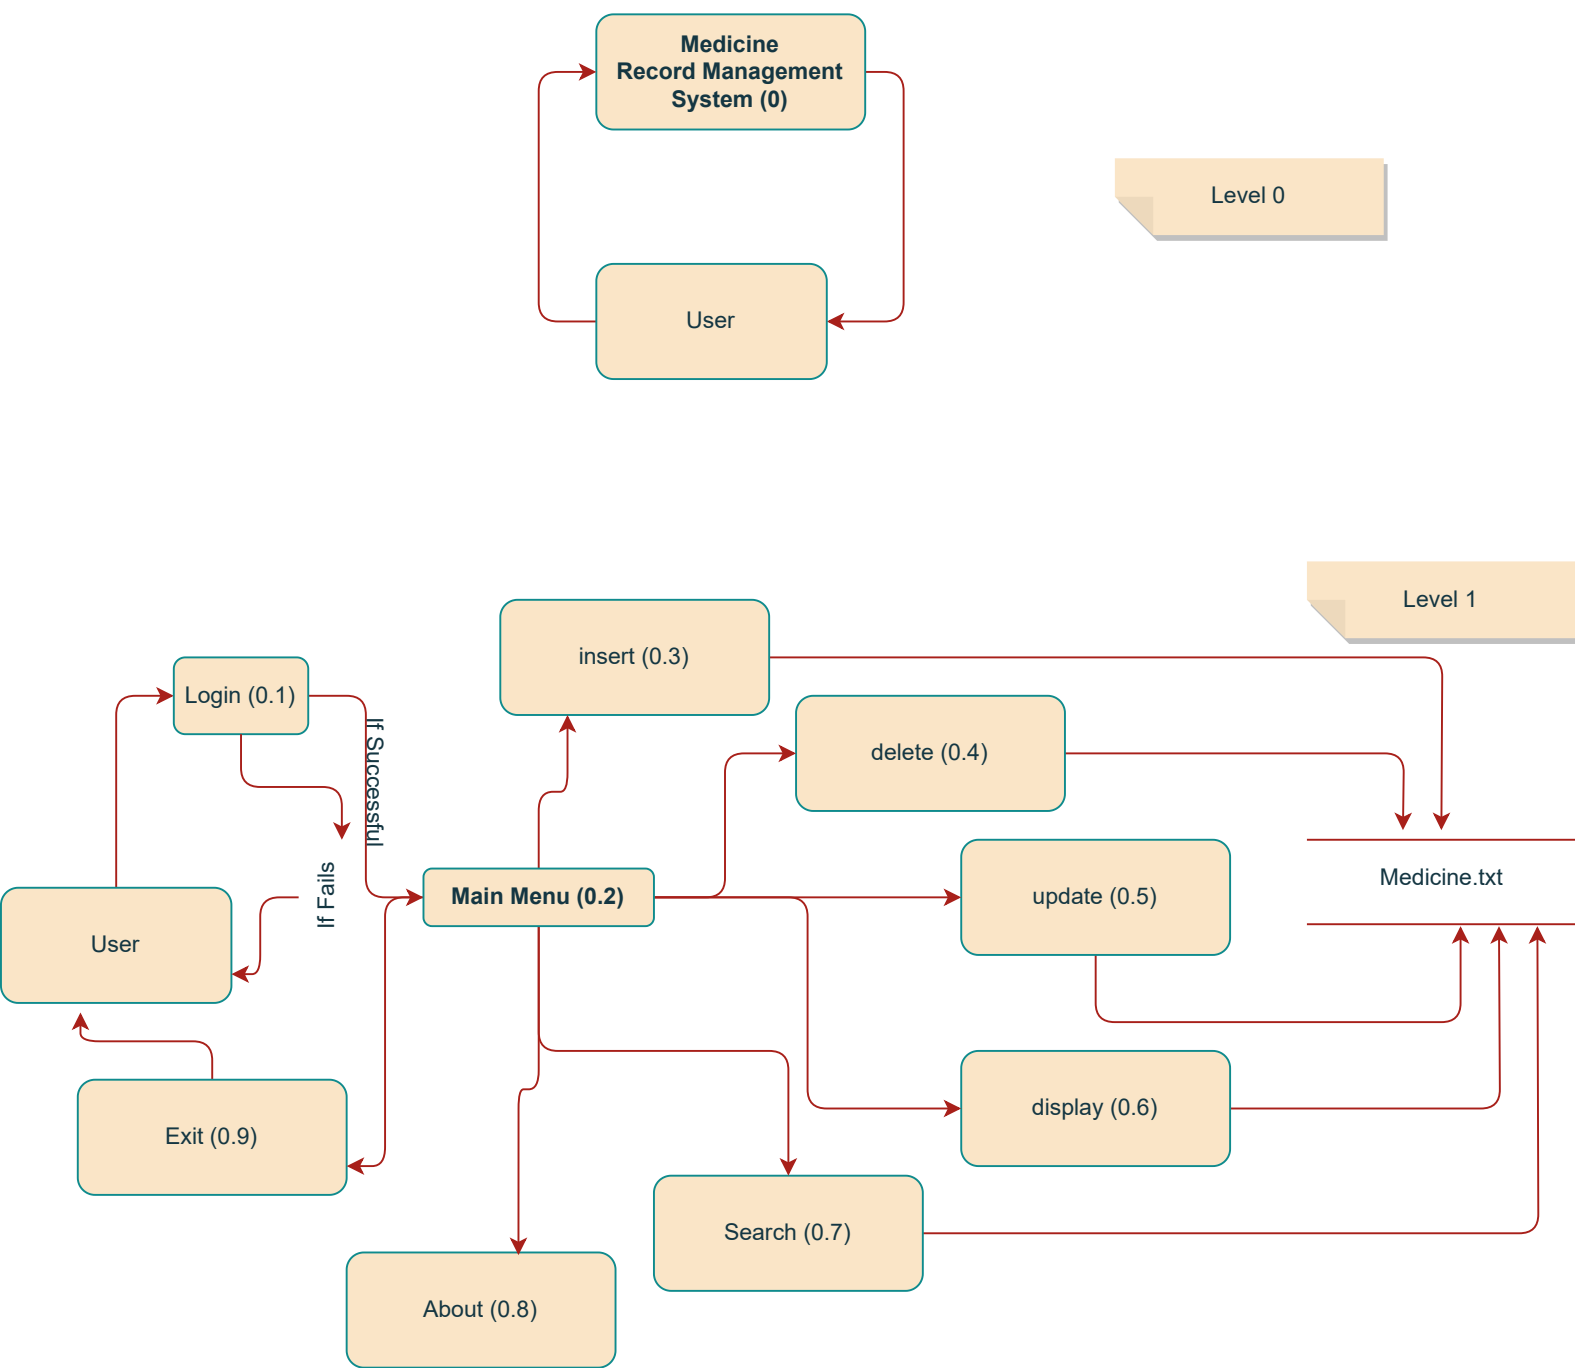 Medicine
Record Management
System (0)
Level 0
User
Level 1
insert (0.3)
Login (0.1)
If Successful
delete (0.4)
If Fails
Main Menu (0.2)
update (0.5)
Medicine.txt
User
display (0.6)
Exit (0.9)
Search (0.7)
About (0.8)